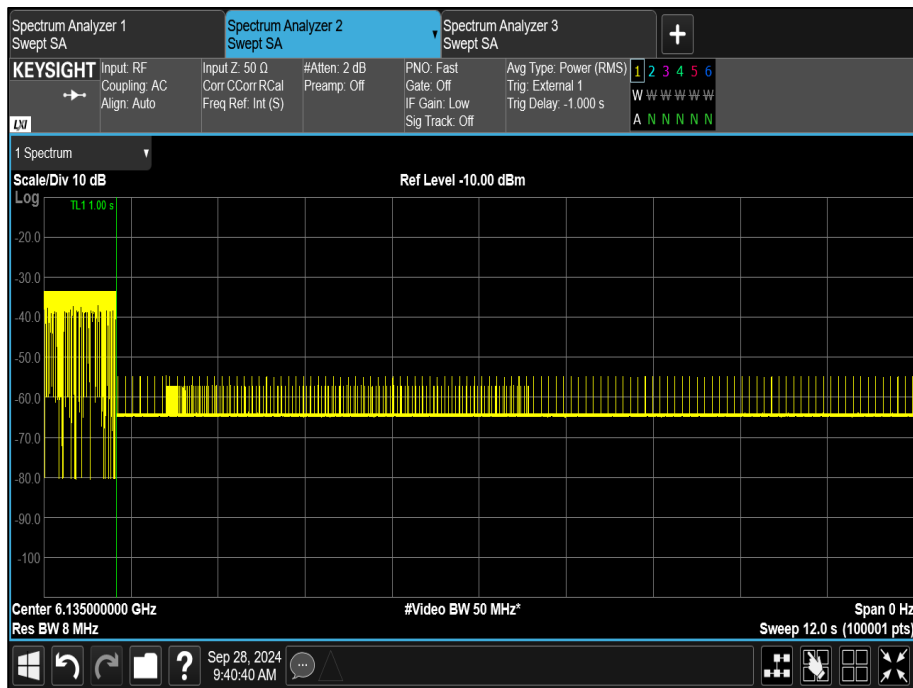 Spectrum Analyzer 1
Swept SA
Spectrum Analyzer 2
Swept SA
Spectrum Analyzer 3
Swept SA
KEYSIGHT
LXI
Input: RF
Coupling: AC
Align: Auto
Input Z: 50 Ω
Corr CCorr RCal
Freq Ref: Int (S)
#Atten: 2 dB
Preamp: Off
PNO: Fast
Gate: Off
IF Gain: Low
Sig Track: Off
Avg Type: Power (RMS)
Trig: External 1
Trig Delay: -1.000 s
1 2 3 4 5 6
W W W W W W
A N N N N N
1 Spectrum
Scale/Div 10 dB
Ref Level -10.00 dBm
Log
TL1 1.00 s
-20.0
-30.0
-40.0
-50.0
-60.0
-70.0
-80.0
-90.0
-100
Center 6.135000000 GHz
#Video BW 50 MHz*
Span 0 Hz
Res BW 8 MHz
Sweep 12.0 s (100001 pts)
?
Sep 28, 2024
9:40:40 AM